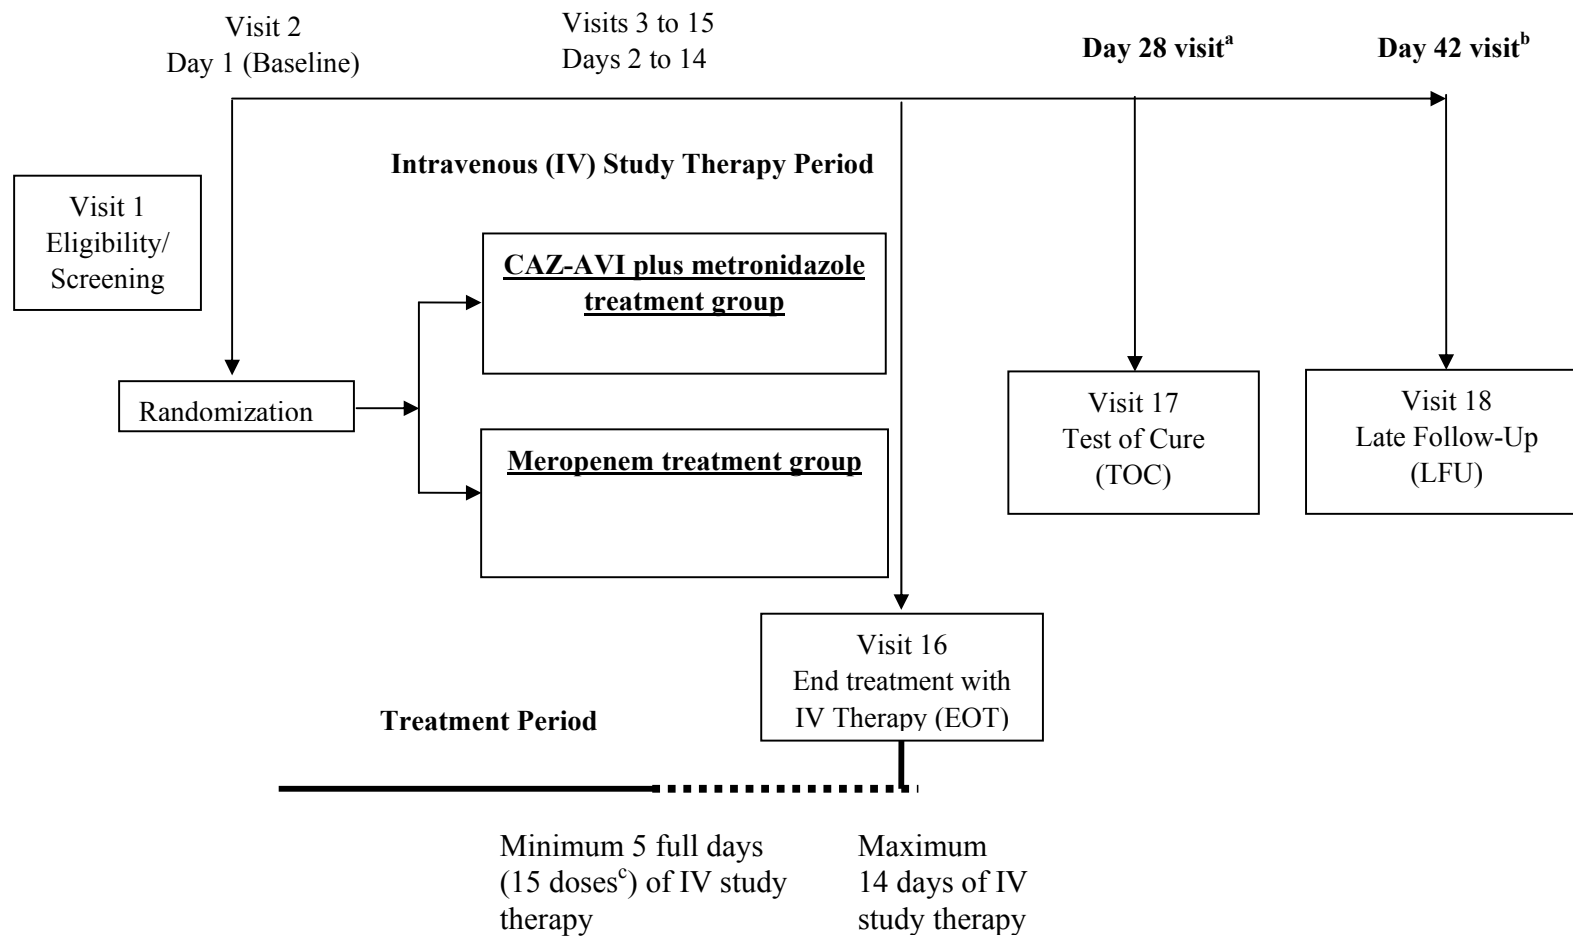 Visit 2
Day 1 (Baseline)
Visits 3 to 15
Days 2 to 14
Day 28 visitᵃ
Day 42 visitᵇ
Intravenous (IV) Study Therapy Period
Visit 1
Eligibility/
Screening
CAZ-AVI plus metronidazole
treatment group
Randomization
Meropenem treatment group
Visit 17
Test of Cure
(TOC)
Visit 18
Late Follow-Up
(LFU)
Visit 16
End treatment with
IV Therapy (EOT)
Treatment Period
Minimum 5 full days
(15 dosesᶜ) of IV study
therapy
Maximum
14 days of IV
study therapy